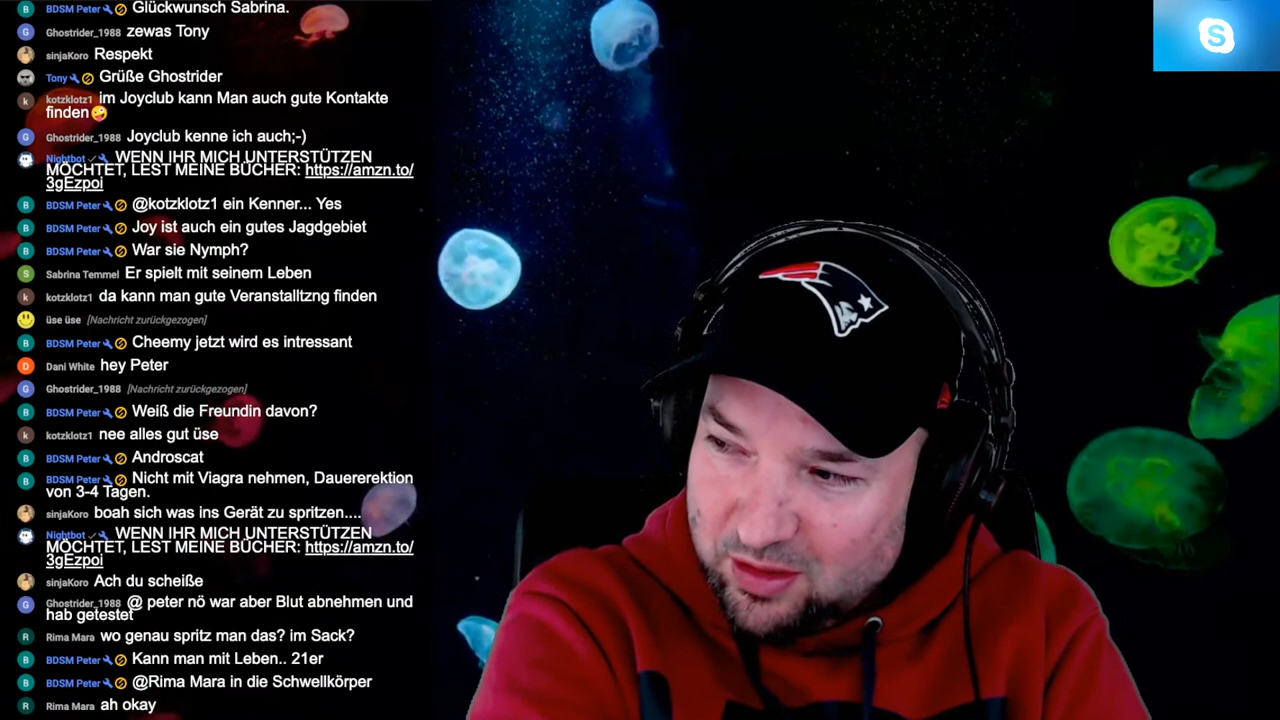 B BDSM Peter Glückwunsch Sabrina.
G Ghostrider_1988 zewas Tony
sinjaKoro Respekt
Tony Grüße Ghostrider
k kotzklotz1 im Joyclub kann Man auch gute Kontakte
finden🤪
G Ghostrider_1988 Joyclub kenne ich auch;-)
Nightbot WENN IHR MICH UNTERSTÜTZEN
MÖCHTET, LEST MEINE BÜCHER: https://amzn.to/
3gEzpoi
B BDSM Peter @kotzklotz1 ein Kenner... Yes
B BDSM Peter Joy ist auch ein gutes Jagdgebiet
B BDSM Peter War sie Nymph?
S Sabrina Temmel Er spielt mit seinem Leben
k kotzklotz1 da kann man gute Veranstalltzng finden
üse üse [Nachricht zurückgezogen]
B BDSM Peter Cheemy jetzt wird es intressant
D Dani White hey Peter
G Ghostrider_1988 [Nachricht zurückgezogen]
B BDSM Peter Weiß die Freundin davon?
k kotzklotz1 nee alles gut üse
B BDSM Peter Androscat
B BDSM Peter Nicht mit Viagra nehmen, Dauererektion
von 3-4 Tagen.
sinjaKoro boah sich was ins Gerät zu spritzen....
Nightbot WENN IHR MICH UNTERSTÜTZEN
MÖCHTET, LEST MEINE BÜCHER: https://amzn.to/
3gEzpoi
sinjaKoro Ach du scheiße
G Ghostrider_1988 @ peter nö war aber Blut abnehmen und
hab getestet
R Rima Mara wo genau spritz man das? im Sack?
B BDSM Peter Kann man mit Leben.. 21er
B BDSM Peter @Rima Mara in die Schwellkörper
R Rima Mara ah okay
S